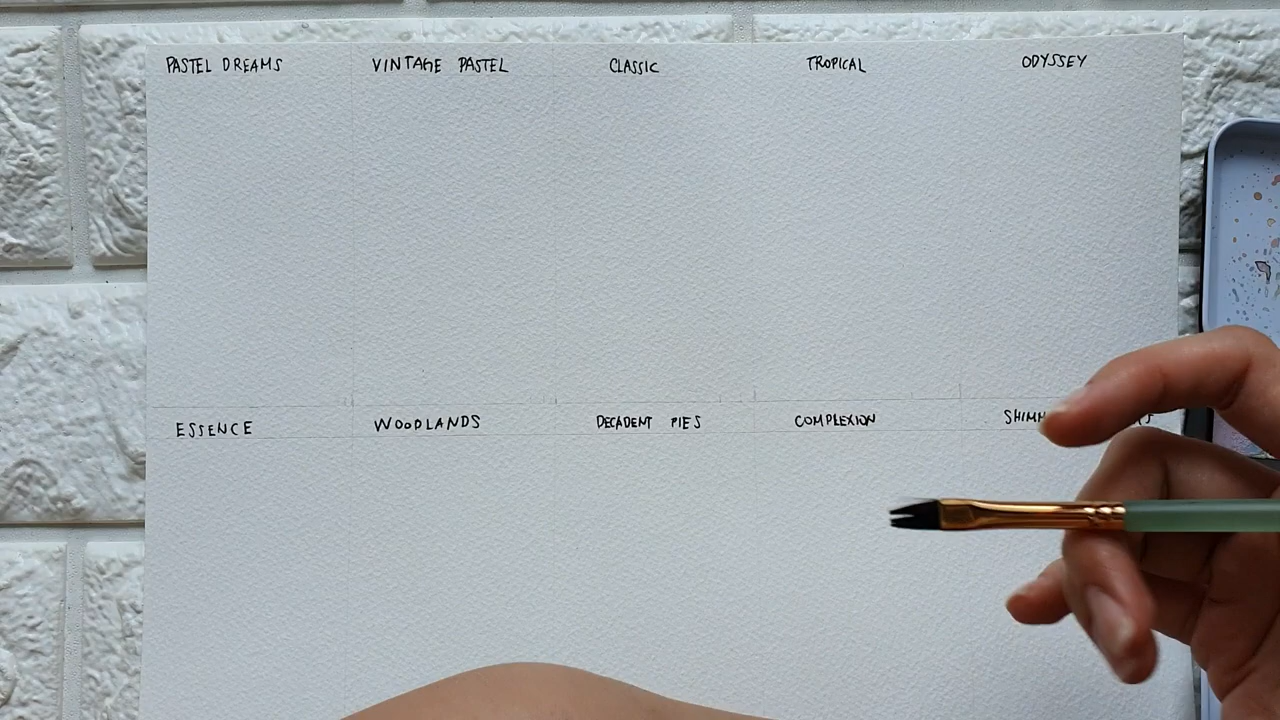 PASTEL DREAMS VINTAGE PASTEL CLASSIC TROPICAL ODYSSEY
ESSENCE WOODLANDS DECADENT PIES COMPLEXION